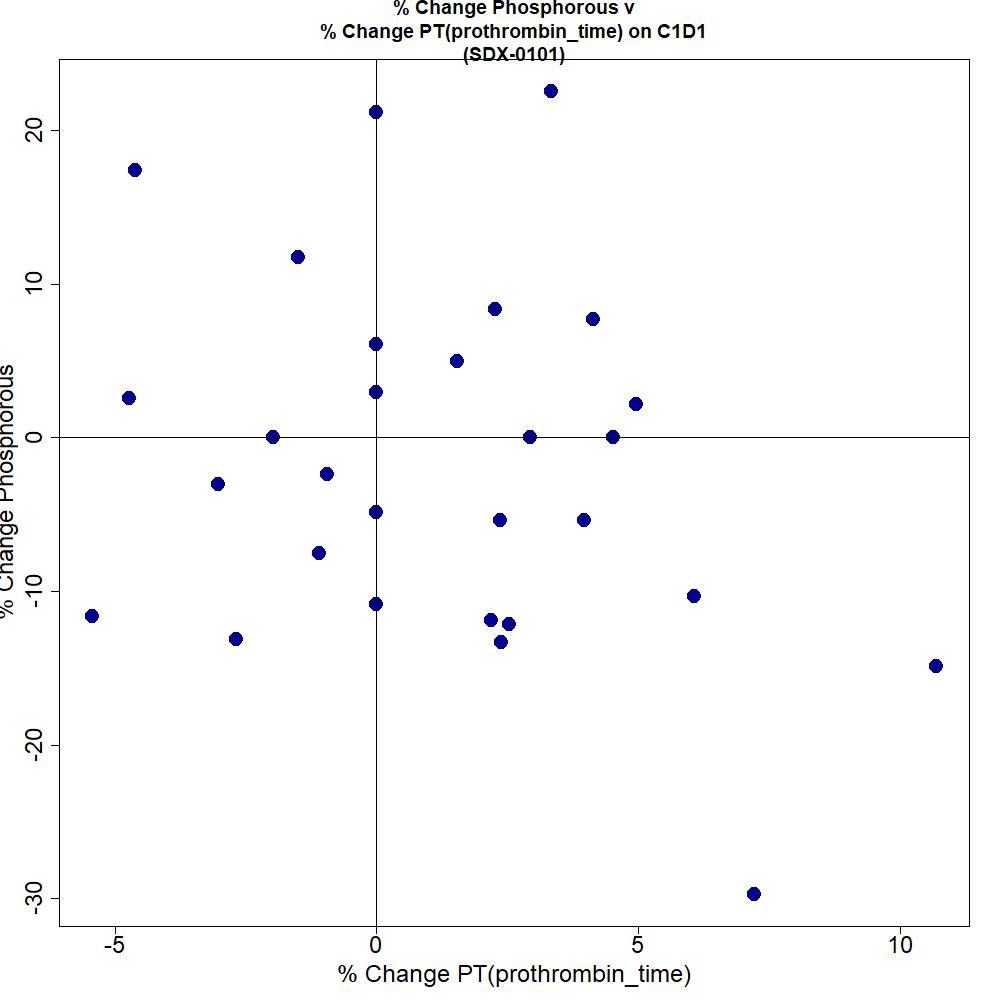 % Change Phosphorous v
% Change PT(prothrombin_time) on C1D1
(SDX-0101)
% Change Phosphorous
20
10
0
-10
-20
-30
-5
0
5
10
% Change PT(prothrombin_time)